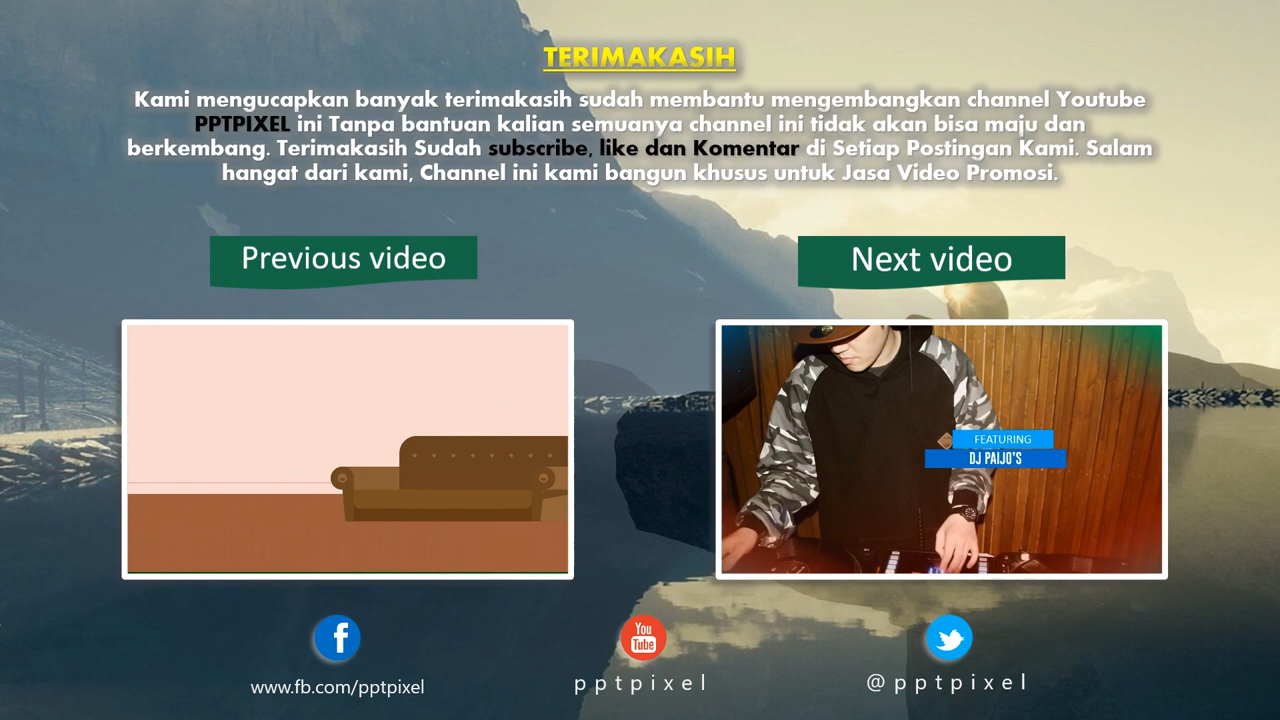 TERIMAKASIH
Kami mengucapkan banyak terimakasih sudah membantu mengembangkan channel Youtube
PPTPIXEL ini Tanpa bantuan kalian semuanya channel ini tidak akan bisa maju dan
berkembang. Terimakasih Sudah subscribe, like dan Komentar di Setiap Postingan Kami. Salam
hangat dari kami, Channel ini kami bangun khusus untuk Jasa Video Promosi.
Previous video
Next video
FEATURING
DJ PAIJO'S
f
You
Tube
www.fb.com/pptpixel
pptpixel
@pptpixel